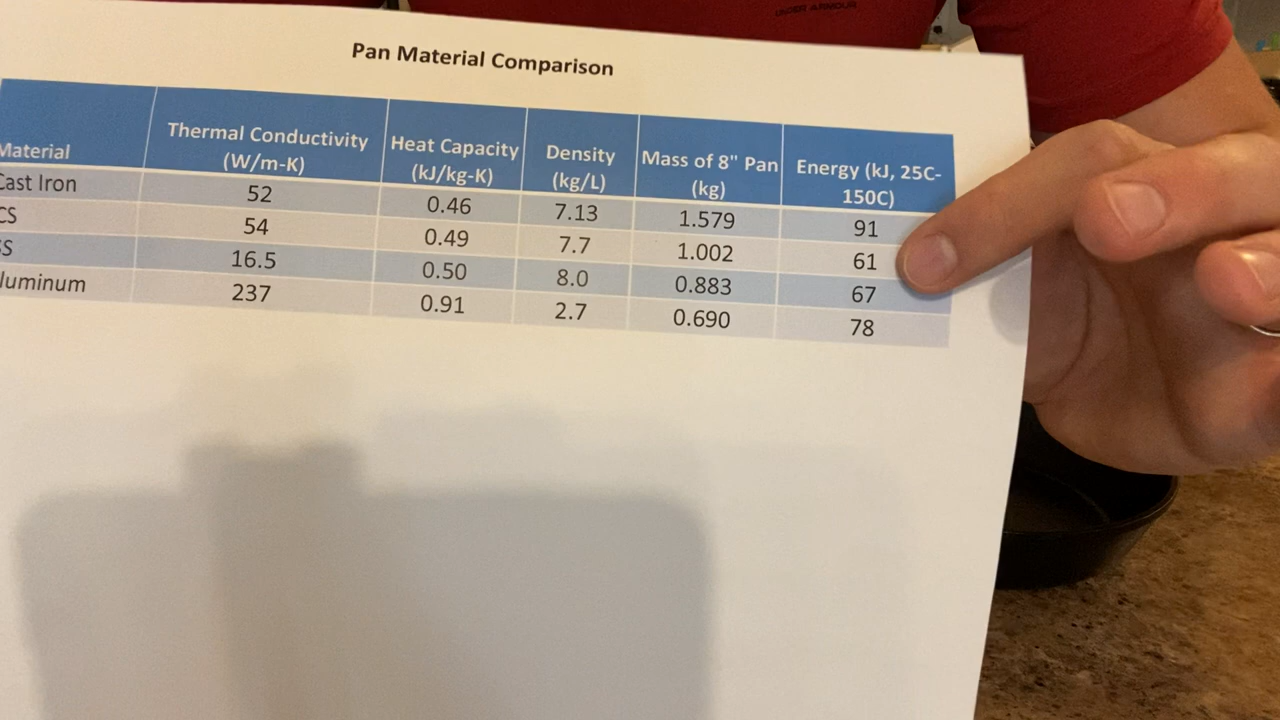 UNDER ARMOUR
Pan Material Comparison
Material Thermal Conductivity (W/m-K) Heat Capacity (kJ/kg-K) Density (kg/L) Mass of 8" Pan (kg) Energy (kJ, 25C-150C)
Cast Iron 52 0.46 7.13 1.579 91
CS 54 0.49 7.7 1.002 61
SS 16.5 0.50 8.0 0.883 67
luminum 237 0.91 2.7 0.690 78